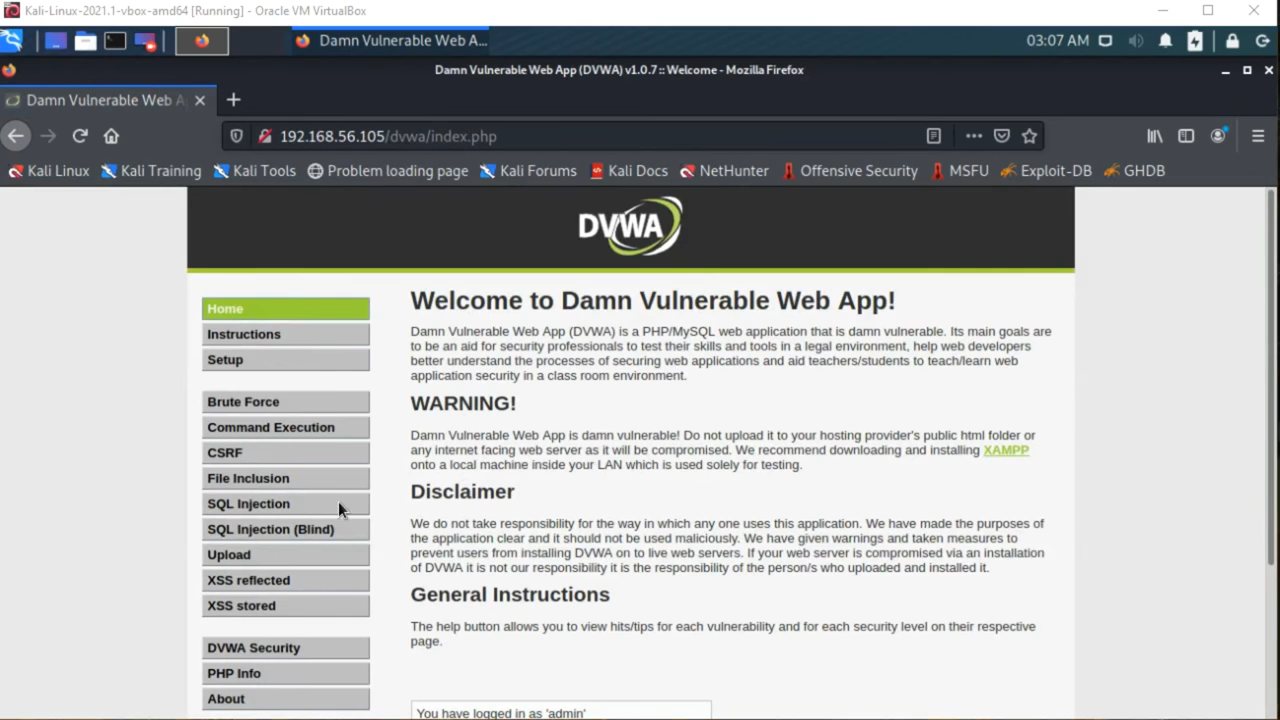 Kali-Linux-2021.1-vbox-amd64 [Running] - Oracle VM VirtualBox
Damn Vulnerable Web A... 03:07 AM
Damn Vulnerable Web App (DVWA) v1.0.7 :: Welcome - Mozilla Firefox
Damn Vulnerable Web A
192.168.56.105/dvwa/index.php
Kali Linux Kali Training Kali Tools Problem loading page Kali Forums Kali Docs NetHunter Offensive Security MSFU Exploit-DB GHDB
DVWA
Home
Instructions
Setup
Brute Force
Command Execution
CSRF
File Inclusion
SQL Injection
SQL Injection (Blind)
Upload
XSS reflected
XSS stored
DVWA Security
PHP Info
About
Welcome to Damn Vulnerable Web App!
Damn Vulnerable Web App (DVWA) is a PHP/MySQL web application that is damn vulnerable. Its main goals are
to be an aid for security professionals to test their skills and tools in a legal environment, help web developers
better understand the processes of securing web applications and aid teachers/students to teach/learn web
application security in a class room environment.
WARNING!
Damn Vulnerable Web App is damn vulnerable! Do not upload it to your hosting provider's public html folder or
any internet facing web server as it will be compromised. We recommend downloading and installing XAMPP
onto a local machine inside your LAN which is used solely for testing.
Disclaimer
We do not take responsibility for the way in which any one uses this application. We have made the purposes of
the application clear and it should not be used maliciously. We have given warnings and taken measures to
prevent users from installing DVWA on to live web servers. If your web server is compromised via an installation
of DVWA it is not our responsibility it is the responsibility of the person/s who uploaded and installed it.
General Instructions
The help button allows you to view hits/tips for each vulnerability and for each security level on their respective
page.
You have logged in as 'admin'